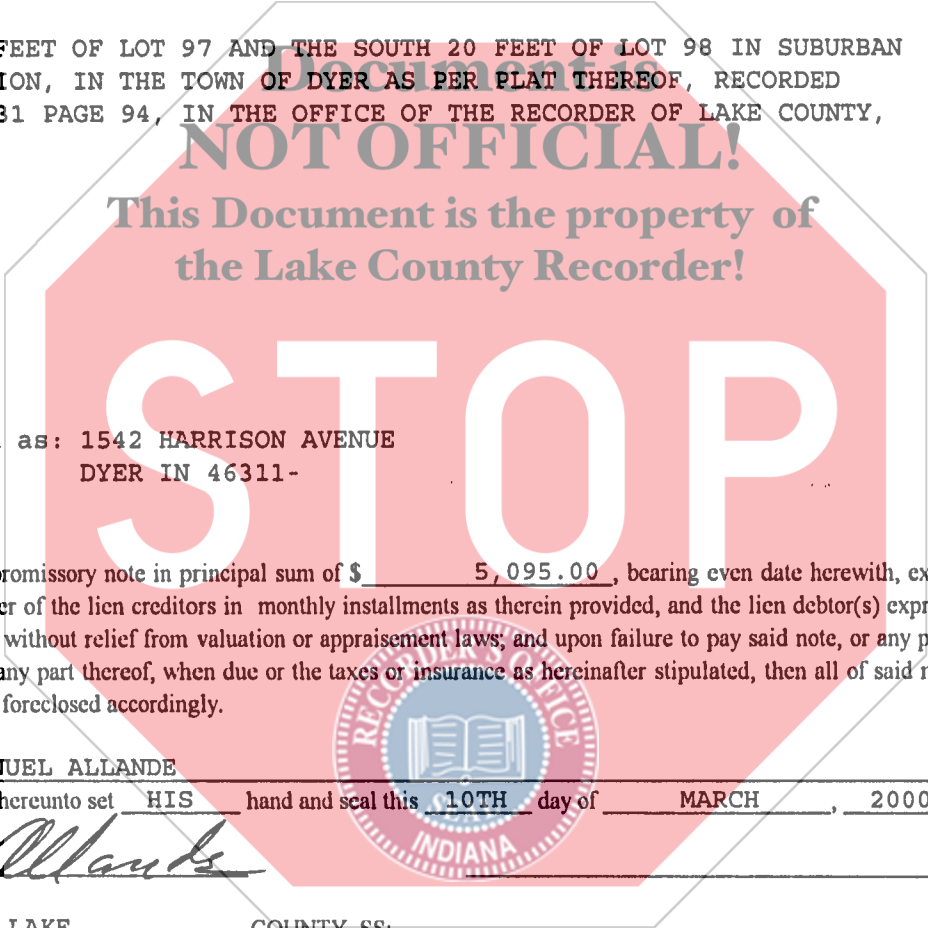 FEET OF LOT 97 AND THE SOUTH 20 FEET OF LOT 98 IN SUBURBAN
ION, IN THE TOWN OF DYER AS PER PLAT THEREOF, RECORDED
31 PAGE 94, IN THE OFFICE OF THE RECORDER OF LAKE COUNTY,
Document is
NOT OFFICIAL!
This Document is the property of
the Lake County Recorder!
STOP
as: 1542 HARRISON AVENUE
DYER IN 46311-
promissory note in principal sum of $ 5,095.00, bearing even date herewith, ex
er of the lien creditors in monthly installments as therein provided, and the lien debtor(s) expr
without relief from valuation or appraisement laws; and upon failure to pay said note, or any p
any part thereof, when due or the taxes or insurance as hereinafter stipulated, then all of said
foreclosed accordingly.
RECORDER'S OFFICE
SEAL
INDIANA
UEL ALLANDE
hereunto set HIS hand and seal this 10TH day of MARCH, 2000
Allande
LAKE COUNTY SS: